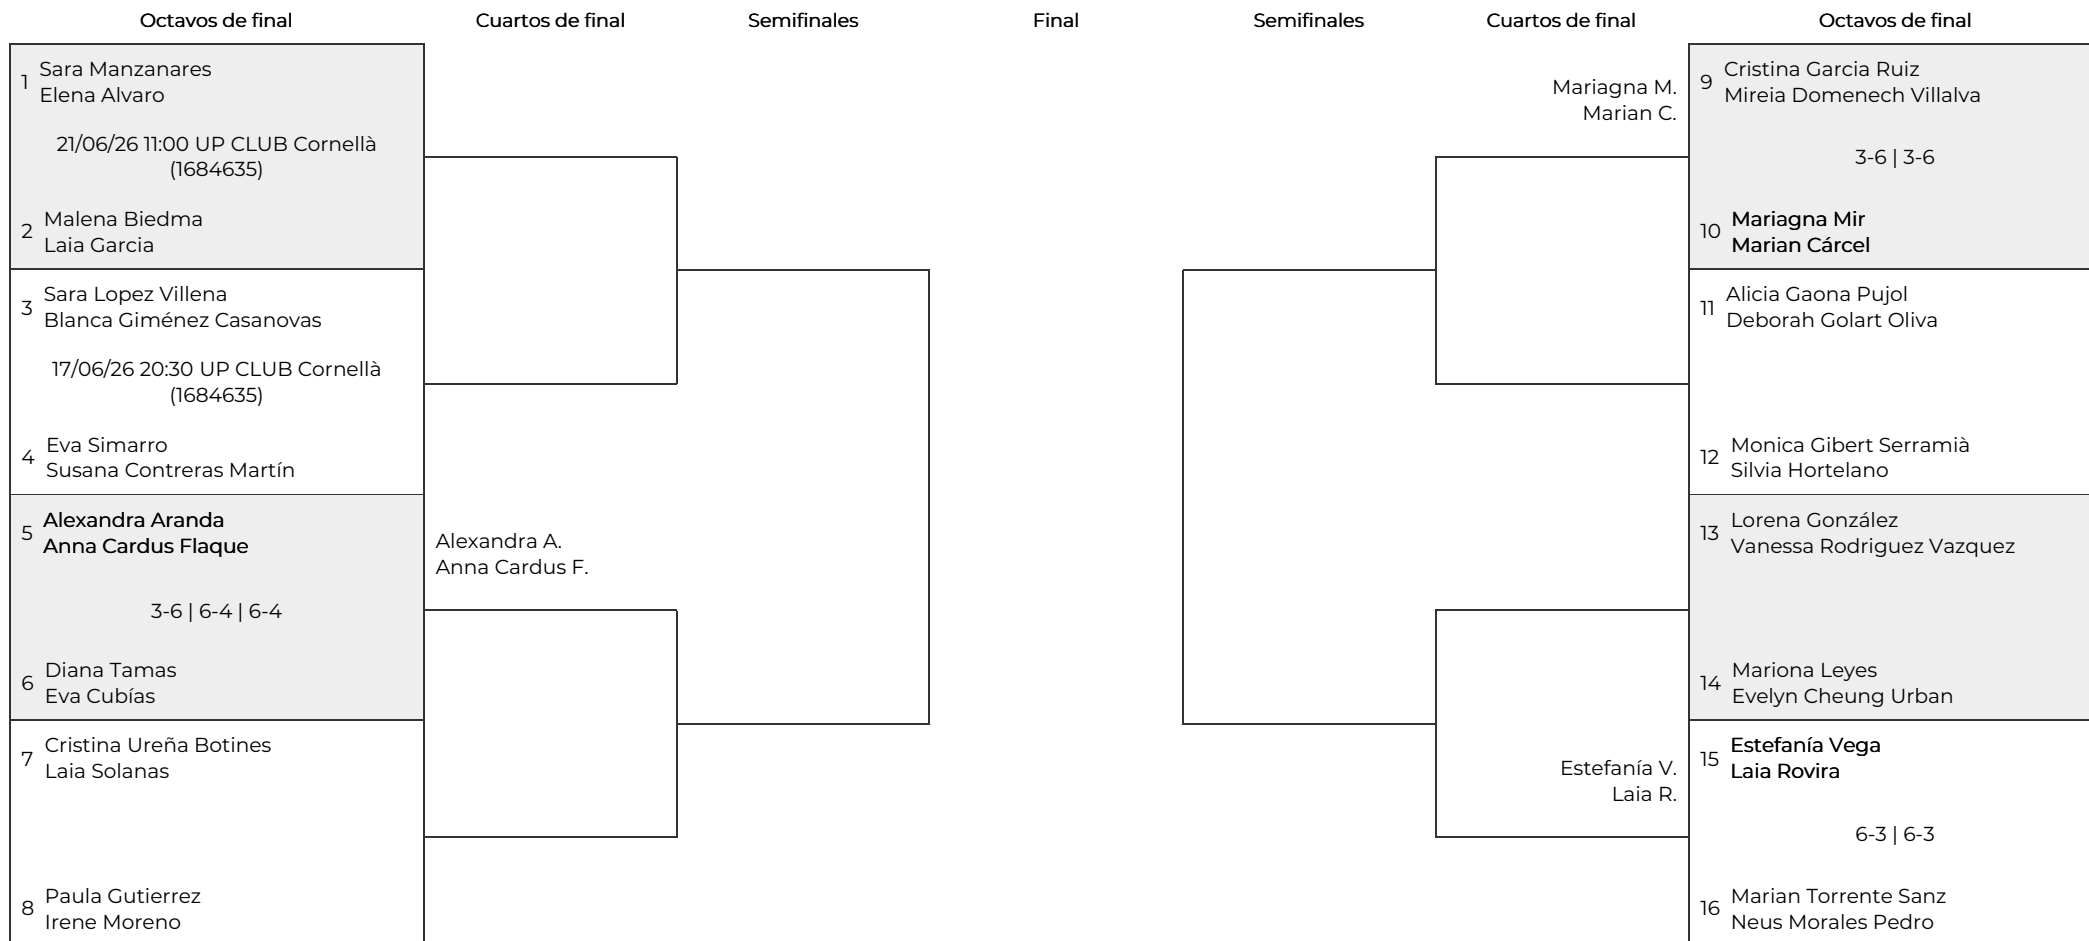 Octavos de final
Cuartos de final
Semifinales
Final
Semifinales
Cuartos de final
Octavos de final
1
Sara Manzanares
Elena Alvaro
21/06/26 11:00 UP CLUB Cornellà
(1684635)
2
Malena Biedma
Laia Garcia
3
Sara Lopez Villena
Blanca Giménez Casanovas
17/06/26 20:30 UP CLUB Cornellà
(1684635)
4
Eva Simarro
Susana Contreras Martín
5
Alexandra Aranda
Anna Cardus Flaque
3-6 | 6-4 | 6-4
6
Diana Tamas
Eva Cubías
7
Cristina Ureña Botines
Laia Solanas
8
Paula Gutierrez
Irene Moreno
Alexandra A.
Anna Cardus F.
Mariagna M.
Marian C.
Estefanía V.
Laia R.
9
Cristina Garcia Ruiz
Mireia Domenech Villalva
3-6 | 3-6
10
Mariagna Mir
Marian Cárcel
11
Alicia Gaona Pujol
Deborah Golart Oliva
12
Monica Gibert Serramià
Silvia Hortelano
13
Lorena González
Vanessa Rodriguez Vazquez
14
Mariona Leyes
Evelyn Cheung Urban
15
Estefanía Vega
Laia Rovira
6-3 | 6-3
16
Marian Torrente Sanz
Neus Morales Pedro